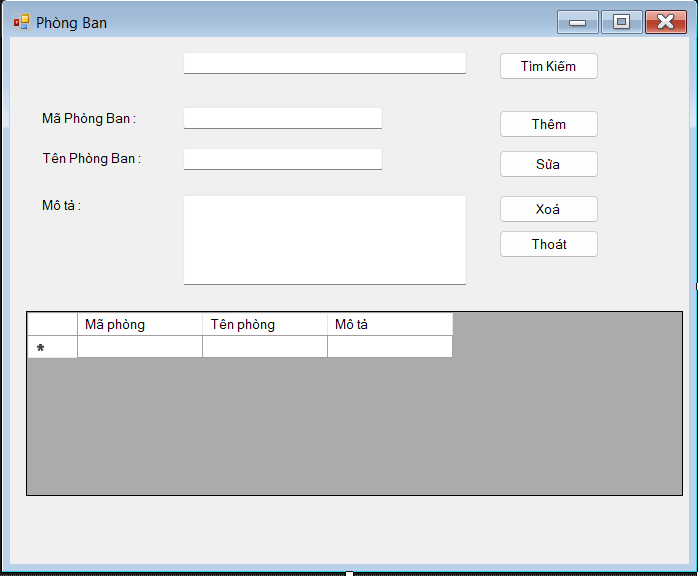 Phòng Ban
Tìm Kiếm
Mã Phòng Ban :
Thêm
Tên Phòng Ban :
Sửa
Mô tả :
Xoá
Thoát
Mã phòng Tên phòng Mô tả
*